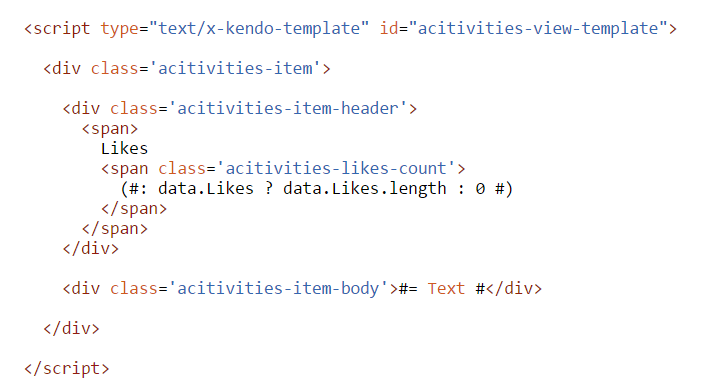 <script type="text/x-kendo-template" id="acitivities-view-template">
<div class='acitivities-item'>
<div class='acitivities-item-header'>
<span>
Likes
<span class='acitivities-likes-count'>
(#: data.Likes ? data.Likes.length : 0 #)
</span>
</span>
</div>
<div class='acitivities-item-body'>#= Text #</div>
</div>
</script>